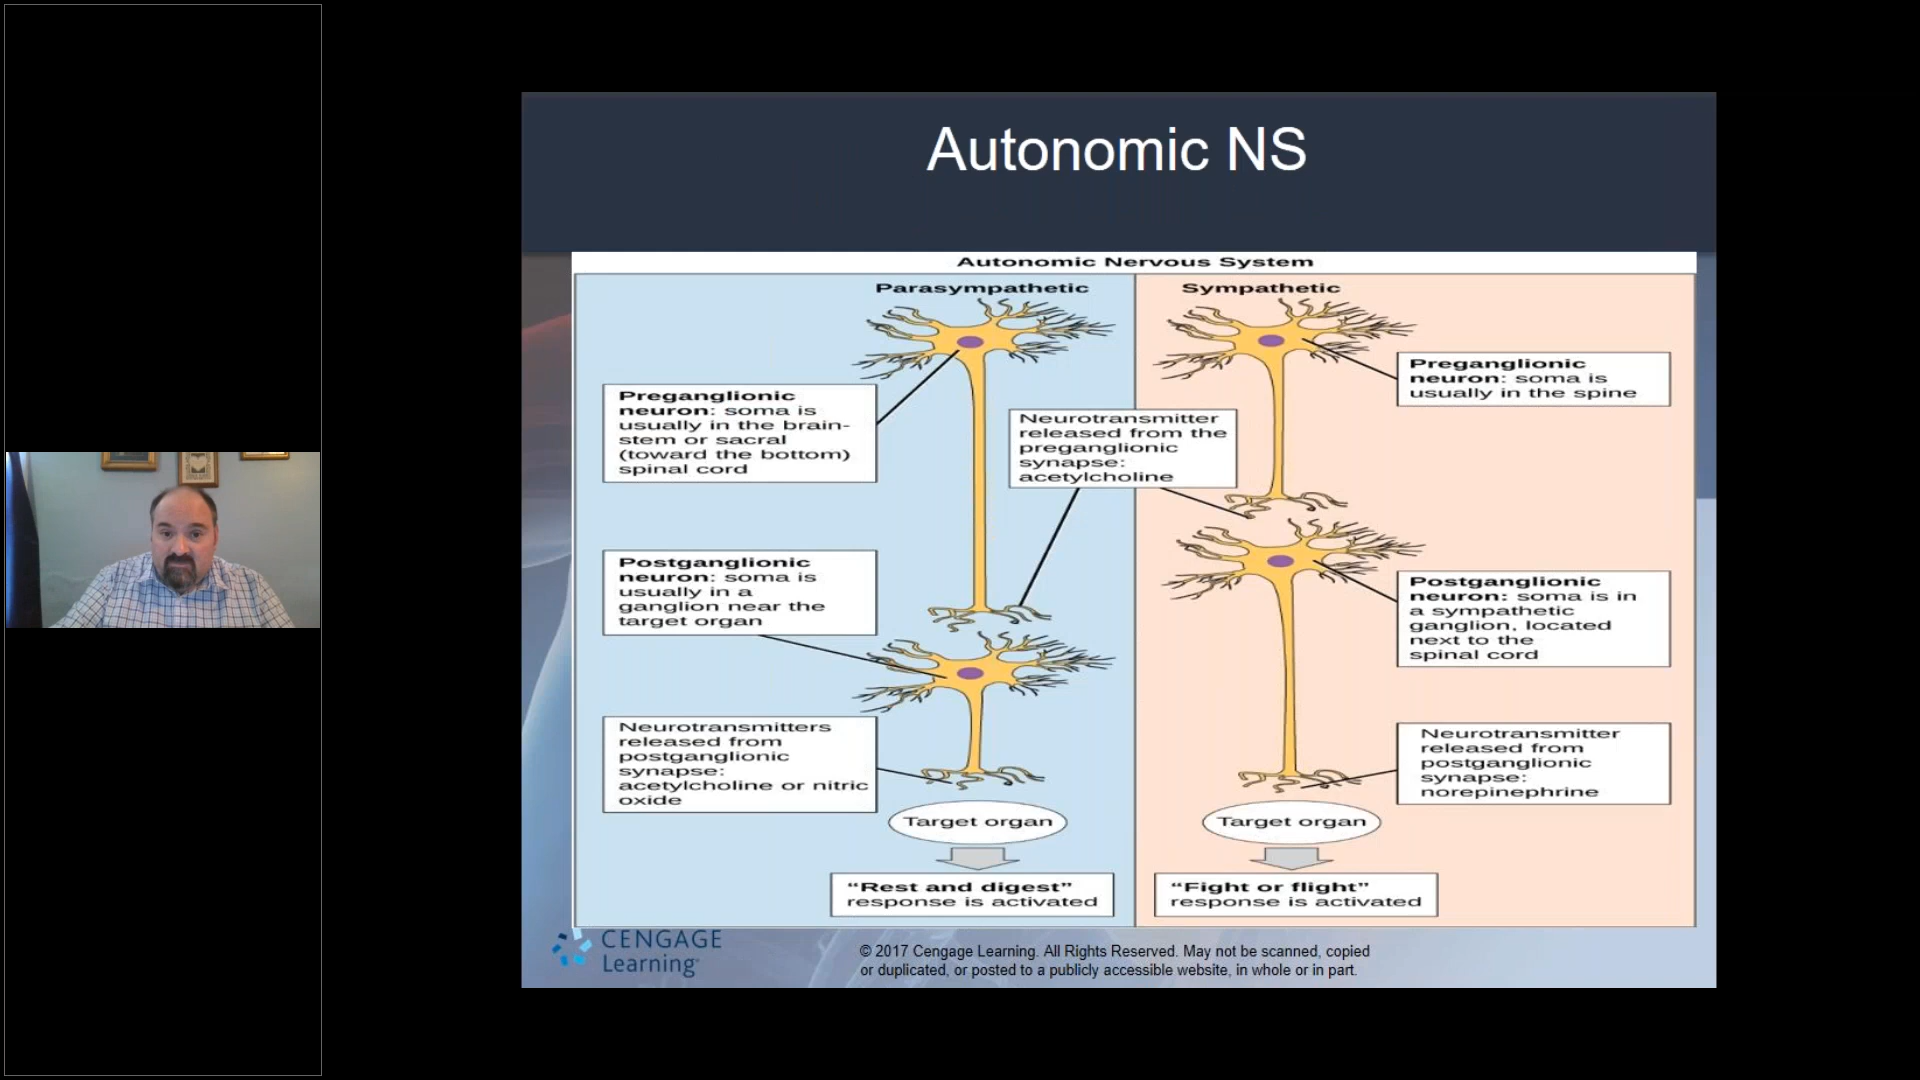 Autonomic NS
Autonomic Nervous System
Parasympathetic
Preganglionic
neuron: soma is
usually in the brain-
stem or sacral
(toward the bottom)
spinal cord
Neurotransmitter
released from the
preganglionic
synapse:
acetylcholine
Postganglionic
neuron: soma is
usually in a
ganglion near the
target organ
Neurotransmitters
released from
postganglionic
synapse:
acetylcholine or nitric
oxide
Target organ
“Rest and digest”
response is activated
Sympathetic
Preganglionic
neuron: soma is
usually in the spine
Postganglionic
neuron: soma is in
a sympathetic
ganglion, located
next to the
spinal cord
Neurotransmitter
released from
postganglionic
synapse:
norepinephrine
Target organ
“Fight or flight”
response is activated
CENGAGE
Learning
© 2017 Cengage Learning. All Rights Reserved. May not be scanned, copied
or duplicated, or posted to a publicly accessible website, in whole or in part.